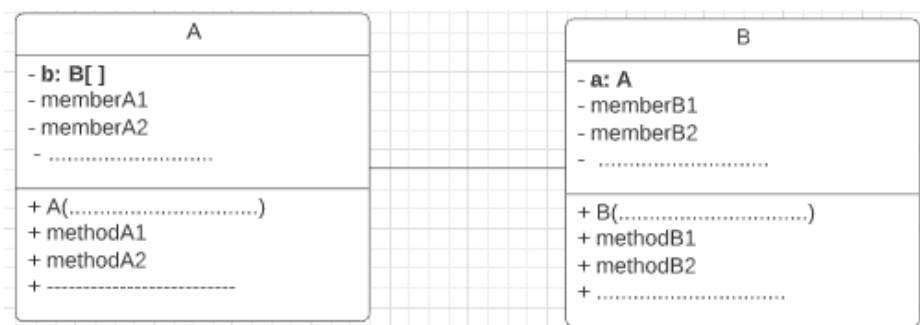 A
- b: B[ ]
- memberA1
- memberA2
- ............................
+ A(................................)
+ methodA1
+ methodA2
+ --------------------------
B
- a: A
- memberB1
- memberB2
- .............................
+ B(................................)
+ methodB1
+ methodB2
+ ................................